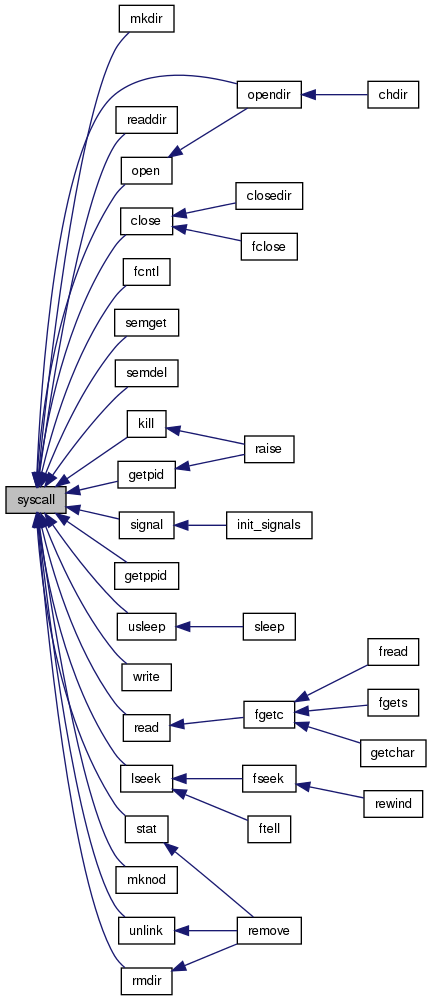 mkdir
opendir
chdir
readdir
open
closedir
close
fclose
fcntl
semget
semdel
kill
raise
getpid
syscall
signal
init_signals
getppid
usleep
sleep
fread
write
fgets
fgetc
read
getchar
lseek
fseek
rewind
stat
ftell
mknod
unlink
remove
rmdir